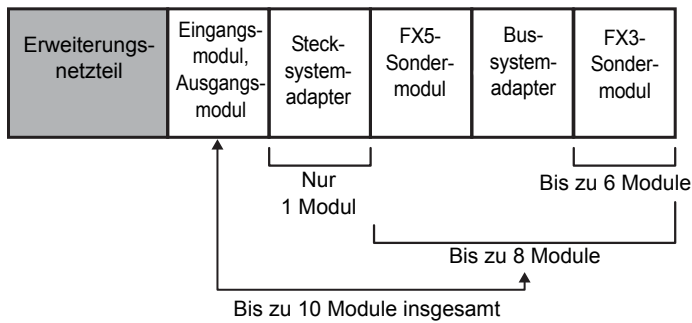 Erweiterungs-
netzteil
Eingangs-
modul,
Ausgangs-
modul
Steck-
system-
adapter
FX5-
Sonder-
modul
Bus-
system-
adapter
FX3-
Sonder-
modul
Nur
1 Modul
Bis zu 6 Module
Bis zu 8 Module
Bis zu 10 Module insgesamt